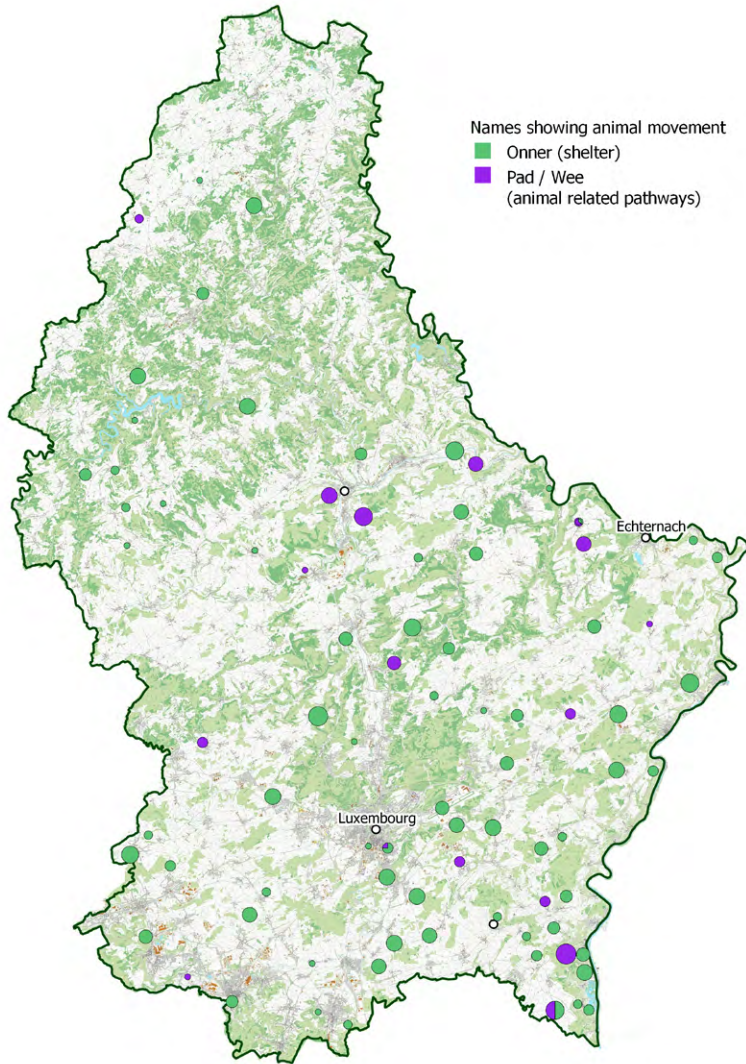 Names showing animal movement
Onner (shelter)
Pad / Wee
(animal related pathways)
Echternach
Luxembourg